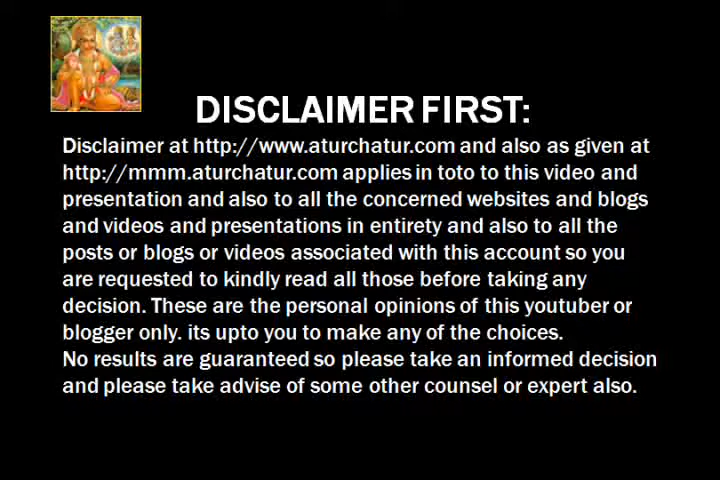 DISCLAIMER FIRST:
Disclaimer at http://www.aturchatur.com and also as given at
http://mmm.aturchatur.com applies in toto to this video and
presentation and also to all the concerned websites and blogs
and videos and presentations in entirety and also to all the
posts or blogs or videos associated with this account so you
are requested to kindly read all those before taking any
decision. These are the personal opinions of this youtuber or
blogger only. its upto you to make any of the choices.
No results are guaranteed so please take an informed decision
and please take advise of some other counsel or expert also.